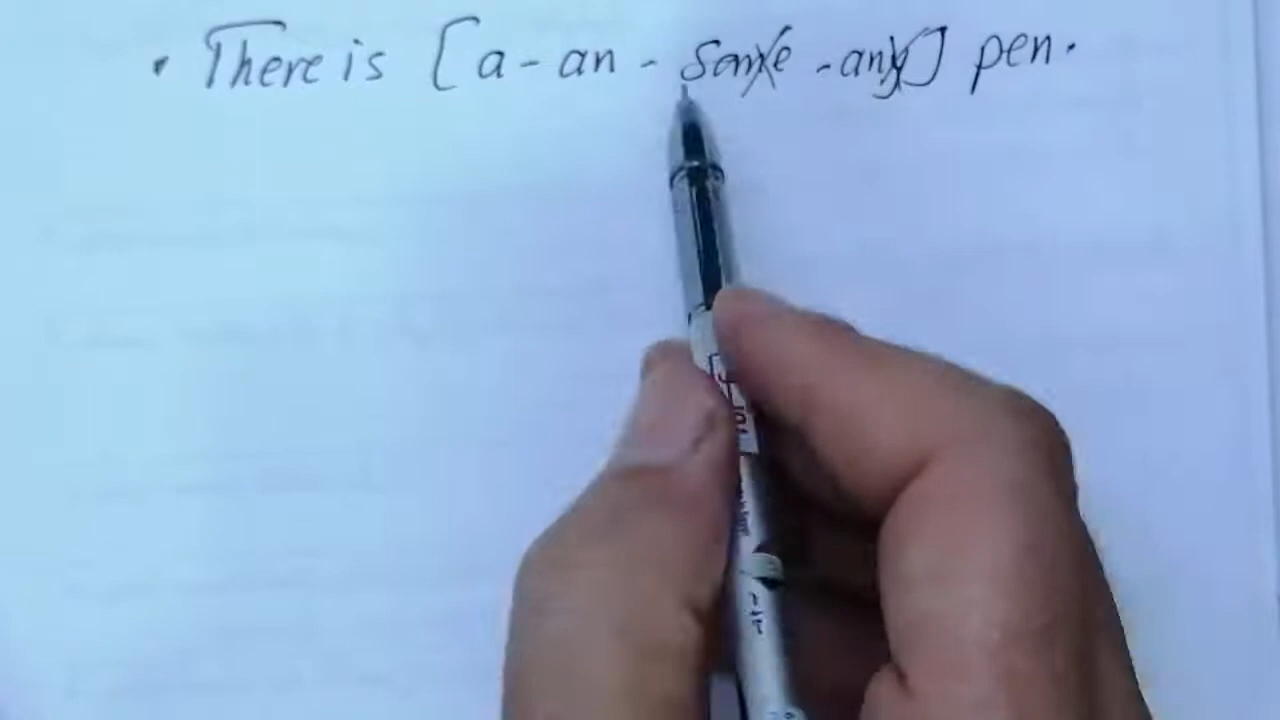 • There is [a - an - some - any] pen.